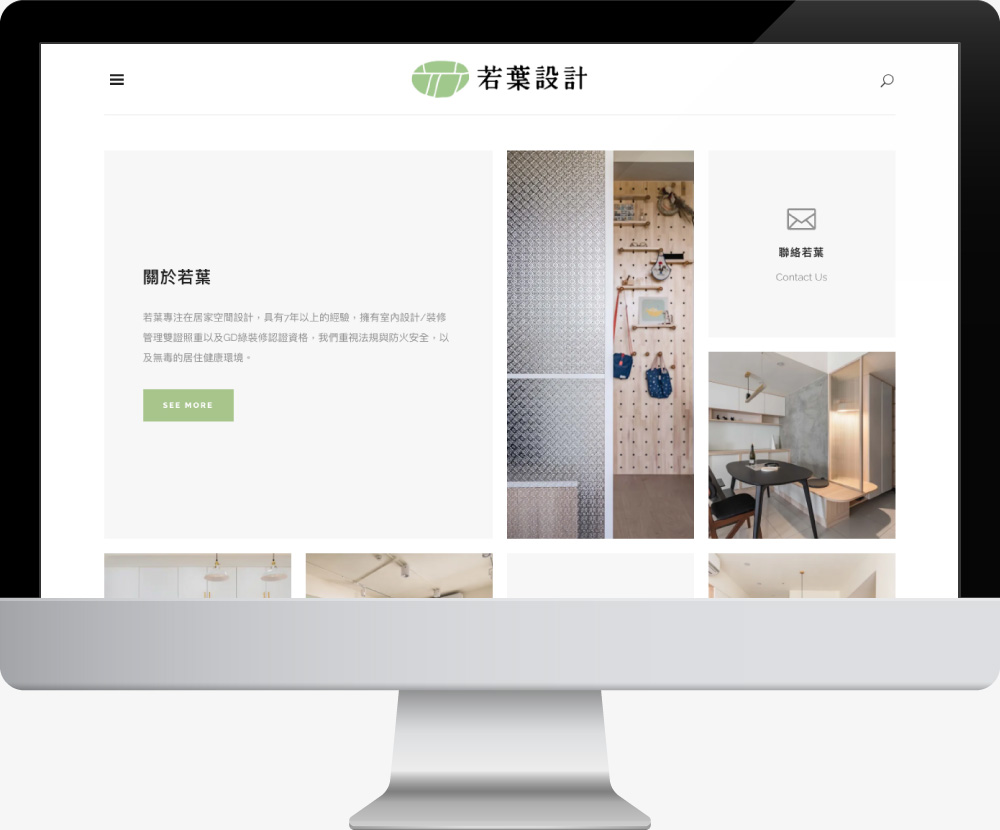 若葉設計
關於若葉
若葉專注在居家空間設計，具有7年以上的經驗，擁有室內設計/裝修
管理雙證照重以及GD綠裝修認證資格，我們重視法規與防火安全，以
及無毒的居住健康環境。
SEE MORE
聯絡若葉
Contact Us